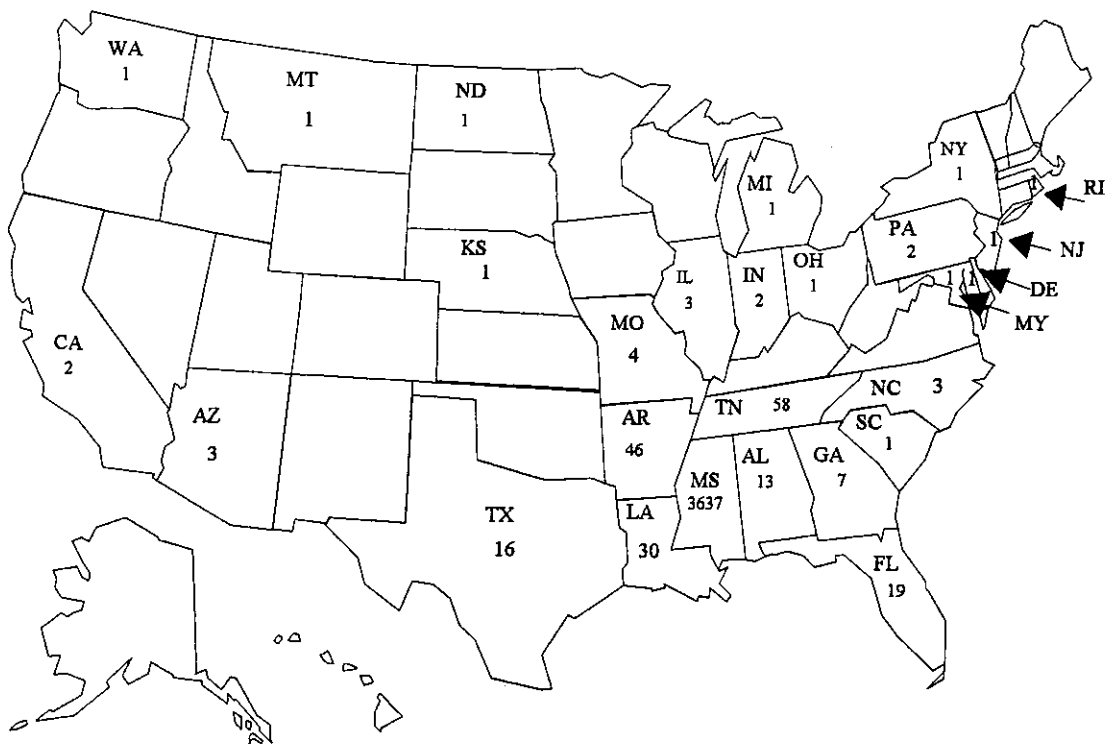 WA
1
MT
1
ND
1
NY
1
MI
1
1
RI
PA
2
1
NJ
KS
1
IL
3
IN
2
OH
1
1
1
DE
MY
MO
4
CA
2
AZ
3
TN 58
NC 3
SC
1
AR
46
MS
3637
AL
13
GA
7
TX
16
LA
30
FL
19